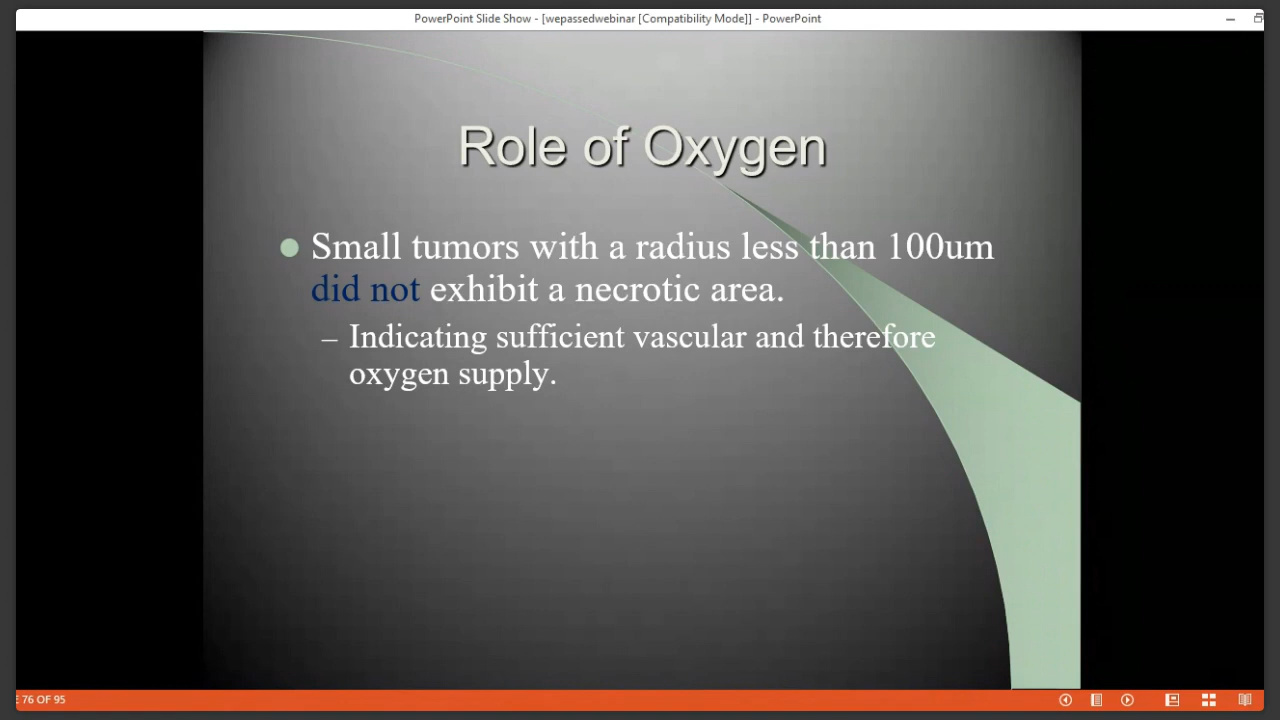 PowerPoint Slide Show - [wepassedwebinar [Compatibility Mode]] - PowerPoint
Role of Oxygen
Small tumors with a radius less than 100um
did not exhibit a necrotic area.
– Indicating sufficient vascular and therefore
oxygen supply.
E 76 OF 95